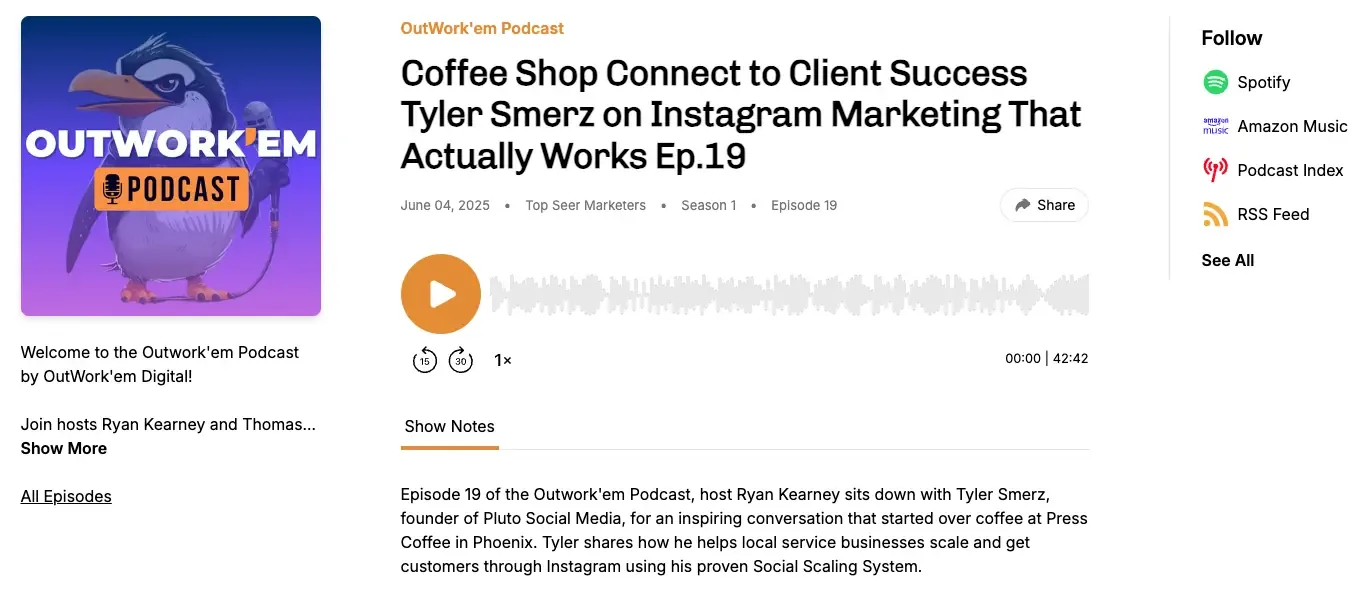 OUTWORK'EM
PODCAST
Welcome to the Outwork'em Podcast
by OutWork'em Digital!
Join hosts Ryan Kearney and Thomas...
Show More
All Episodes
OutWork'em Podcast
Coffee Shop Connect to Client Success
Tyler Smerz on Instagram Marketing That
Actually Works Ep.19
June 04, 2025 • Top Seer Marketers • Season 1 • Episode 19
Share
15 30 1×
00:00 | 42:42
Show Notes
Episode 19 of the Outwork'em Podcast, host Ryan Kearney sits down with Tyler Smerz,
founder of Pluto Social Media, for an inspiring conversation that started over coffee at Press
Coffee in Phoenix. Tyler shares how he helps local service businesses scale and get
customers through Instagram using his proven Social Scaling System.
Follow
Spotify
amazon
music
Amazon Music
Podcast Index
RSS Feed
See All